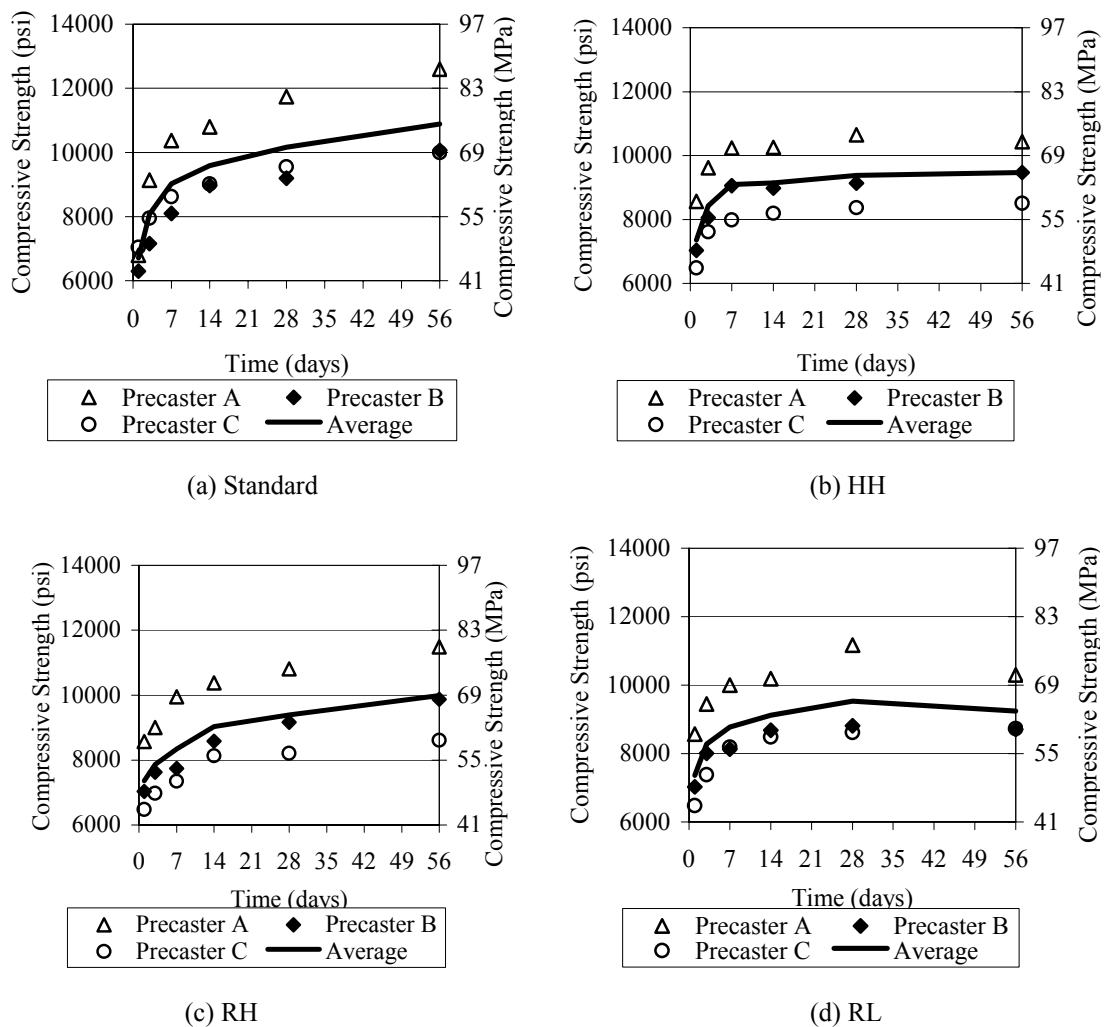 Compressive Strength (psi)
14000
12000
10000
8000
6000
97
83
69
55
41
Compressive Strength (MPa)
0 7 14 21 28 35 42 49 56
Time (days)
Precaster A
Precaster B
Precaster C
Average
(a) Standard
Compressive Strength (psi)
14000
12000
10000
8000
6000
97
83
69
55
41
Compressive Strength (MPa)
0 7 14 21 28 35 42 49 56
Time (days)
Precaster A
Precaster B
Precaster C
Average
(b) HH
Compressive Strength (psi)
14000
12000
10000
8000
6000
97
83
69
55
41
Compressive Strength (MPa)
0 7 14 21 28 35 42 49 56
Time (days)
Precaster A
Precaster B
Precaster C
Average
(c) RH
Compressive Strength (psi)
14000
12000
10000
8000
6000
97
83
69
55
41
Compressive Strength (MPa)
0 7 14 21 28 35 42 49 56
Time (days)
Precaster A
Precaster B
Precaster C
Average
(d) RL